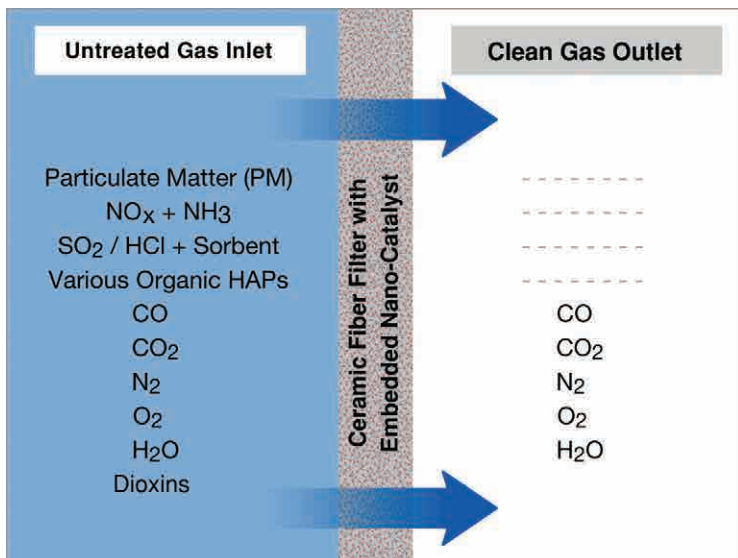 Untreated Gas Inlet
Clean Gas Outlet
Particulate Matter (PM)
NOX + NH3
SO2 / HCl + Sorbent
Various Organic HAPs
CO
CO2
N2
O2
H2O
Dioxins
Ceramic Fiber Filter with
Embedded Nano-Catalyst
CO
CO2
N2
O2
H2O